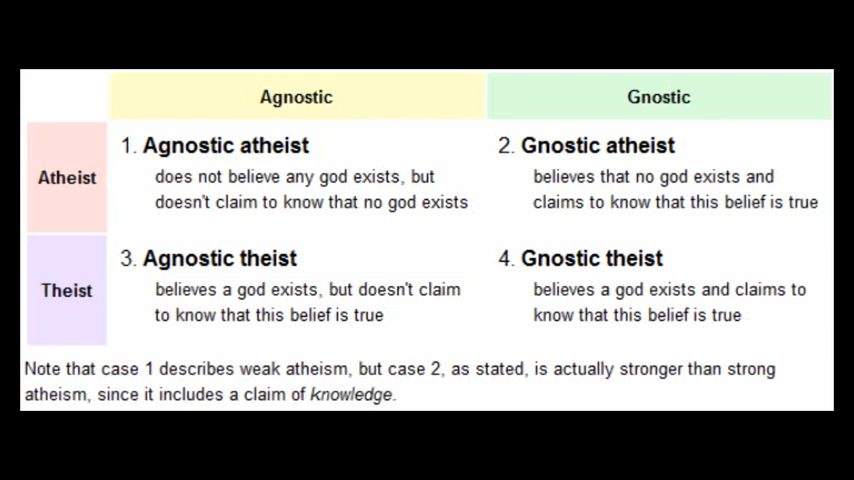 Agnostic Gnostic
Atheist
1. Agnostic atheist
does not believe any god exists, but
doesn't claim to know that no god exists
2. Gnostic atheist
believes that no god exists and
claims to know that this belief is true
Theist
3. Agnostic theist
believes a god exists, but doesn't claim
to know that this belief is true
4. Gnostic theist
believes a god exists and claims to
know that this belief is true
Note that case 1 describes weak atheism, but case 2, as stated, is actually stronger than strong
atheism, since it includes a claim of knowledge.